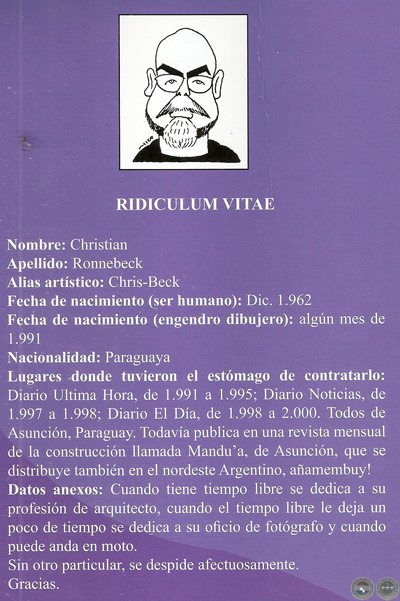 RIDICULUM VITAE
Nombre: Christian
Apellido: Ronnebeck
Alias artístico: Chris-Beck
Fecha de nacimiento (ser humano): Dic. 1.962
Fecha de nacimiento (engendro dibujero): algún mes de
1.991
Nacionalidad: Paraguaya
Lugares donde tuvieron el estómago de contratarlo:
Diario Ultima Hora, de 1.991 a 1.995; Diario Noticias, de
1.997 a 1.998; Diario El Día, de 1.998 a 2.000. Todos de
Asunción, Paraguay. Todavía publica en una revista mensual
de la construcción llamada Mandu’a, de Asunción, que se
distribuye también en el nordeste Argentino, añamembuy!
Datos anexos: Cuando tiene tiempo libre se dedica a su
profesión de arquitecto, cuando el tiempo libre le deja un
poco de tiempo se dedica a su oficio de fotógrafo y cuando
puede anda en moto.
Sin otro particular, se despide afectuosamente.
Gracias.